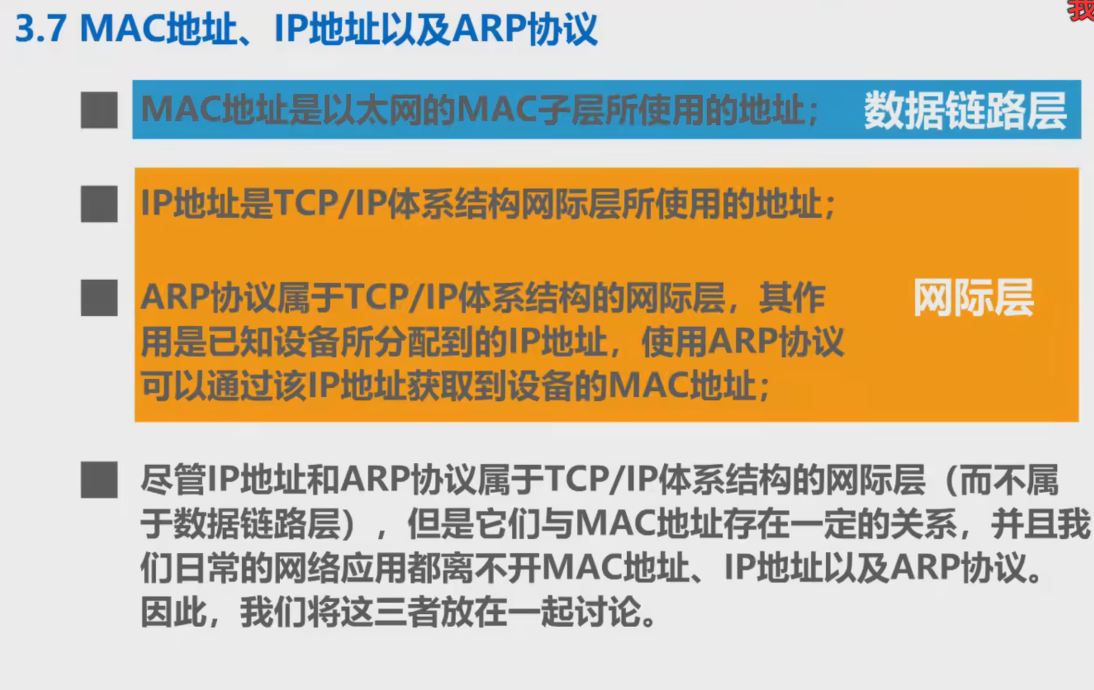 3.7 MAC地址、IP地址以及ARP协议
我
MAC地址是以太网的MAC子层所使用的地址；
数据链路层
IP地址是TCP/IP体系结构网际层所使用的地址；
ARP协议属于TCP/IP体系结构的网际层，其作
用是已知设备所分配到的IP地址，使用ARP协议
可以通过该IP地址获取到设备的MAC地址；
网际层
尽管IP地址和ARP协议属于TCP/IP体系结构的网际层（而不属
于数据链路层），但是它们与MAC地址存在一定的关系，并且我
们日常的网络应用都离不开MAC地址、IP地址以及ARP协议。
因此，我们将这三者放在一起讨论。